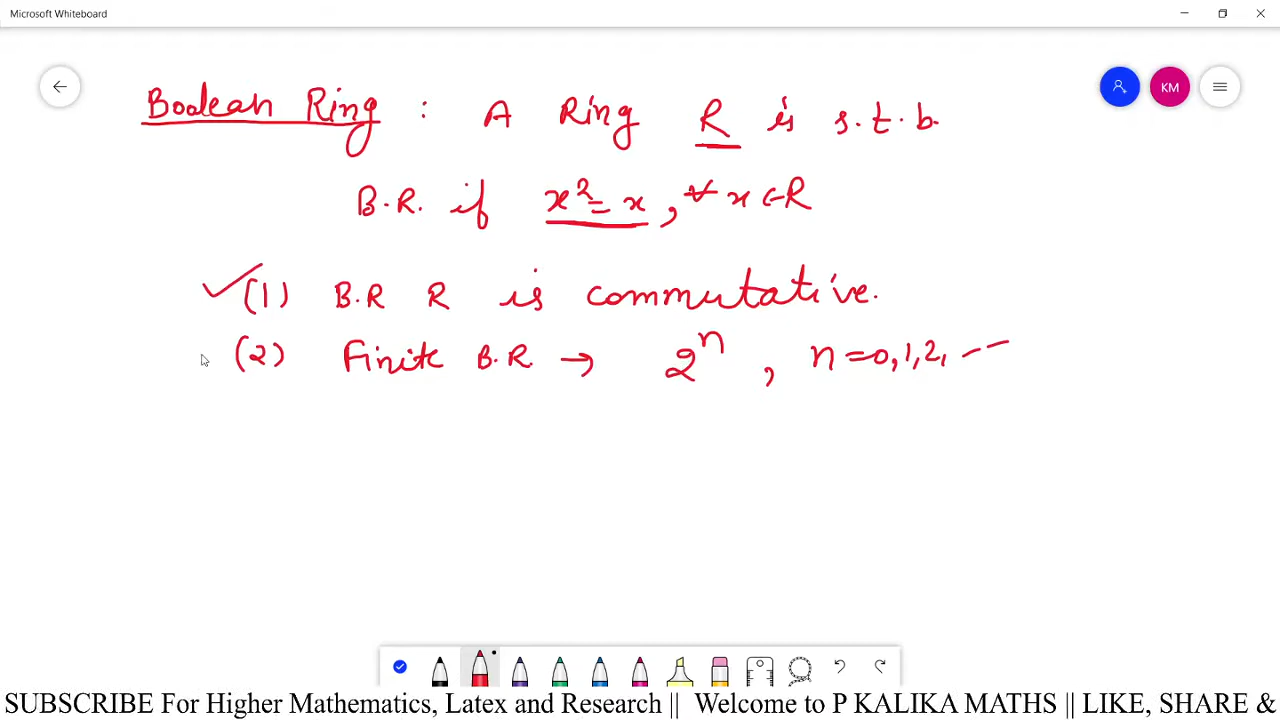 Microsoft Whiteboard
KM
Boolean Ring : A Ring R is s.t.b.
B.R. if x² = x, ∀ x ∈ R
✓(1) B.R R is commutative.
(2) Finite B.R. → 2ⁿ, n = 0, 1, 2, - -
SUBSCRIBE For Higher Mathematics, Latex and Research || Welcome to P KALIKA MATHS || LIKE, SHARE &